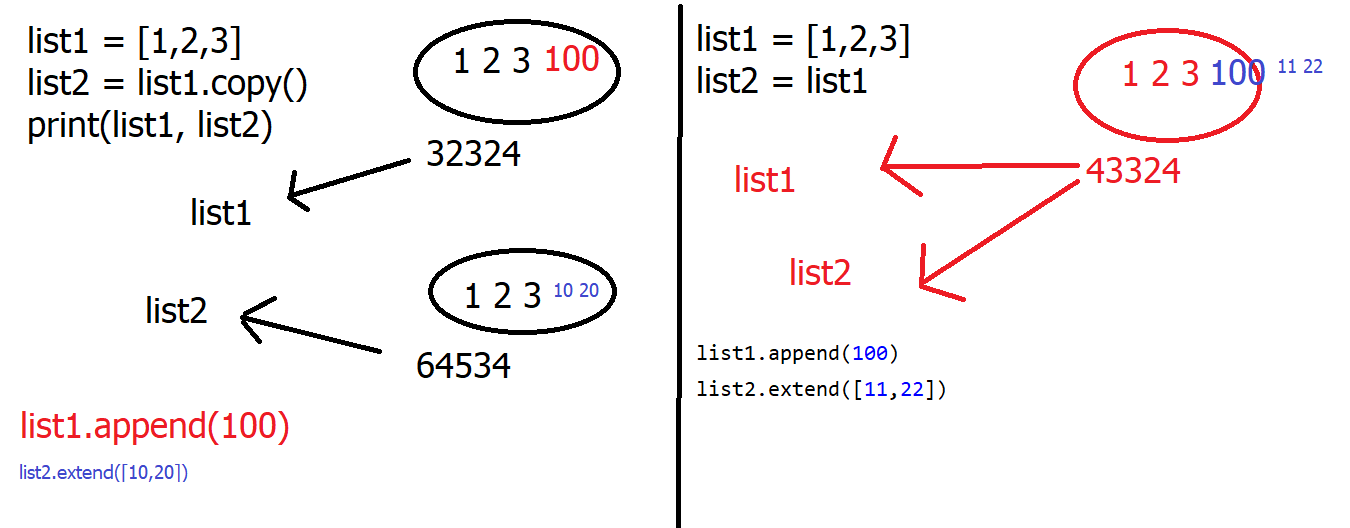 list1 = [1,2,3]
list2 = list1.copy()
print(list1, list2)
1 2 3 100
32324
list1
1 2 3 10 20
list2
64534
list1.append(100)
list2.extend([10,20])
list1 = [1,2,3]
list2 = list1
1 2 3 100 11 22
43324
list1
list2
list1.append(100)
list2.extend([11,22])